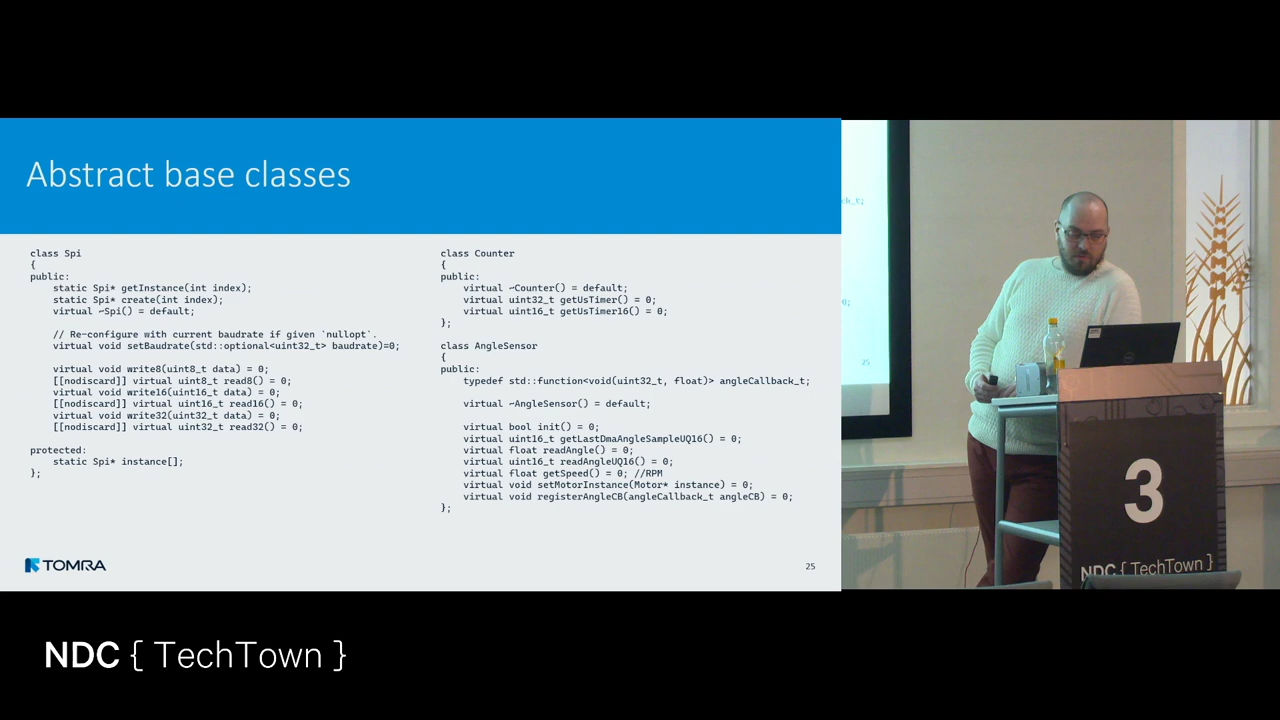 Abstract base classes
class Spi
{
public:
    static Spi* getInstance(int index);
    static Spi* create(int index);
    virtual ~Spi() = default;
    // Re-configure with current baudrate if given `nullopt`.
    virtual void setBaudrate(std::optional<uint32_t> baudrate)=0;
    virtual void write8(uint8_t data) = 0;
    [[nodiscard]] virtual uint8_t read8() = 0;
    virtual void write16(uint16_t data) = 0;
    [[nodiscard]] virtual uint16_t read16() = 0;
    virtual void write32(uint32_t data) = 0;
    [[nodiscard]] virtual uint32_t read32() = 0;
protected:
    static Spi* instance[];
};
class Counter
{
public:
    virtual ~Counter() = default;
    virtual uint32_t getUsTimer() = 0;
    virtual uint16_t getUsTimer16() = 0;
};
class AngleSensor
{
public:
    typedef std::function<void(uint32_t, float)> angleCallback_t;
    virtual ~AngleSensor() = default;
    virtual bool init() = 0;
    virtual uint16_t getLastDmaAngleSampleUQ16() = 0;
    virtual float readAngle() = 0;
    virtual uint16_t readAngleUQ16() = 0;
    virtual float getSpeed() = 0; //RPM
    virtual void setMotorInstance(Motor* instance) = 0;
    virtual void registerAngleCB(angleCallback_t angleCB) = 0;
};
TOMRA
25
ck_t;
0;
25
3
NDC { TechTown }
NDC { TechTown }